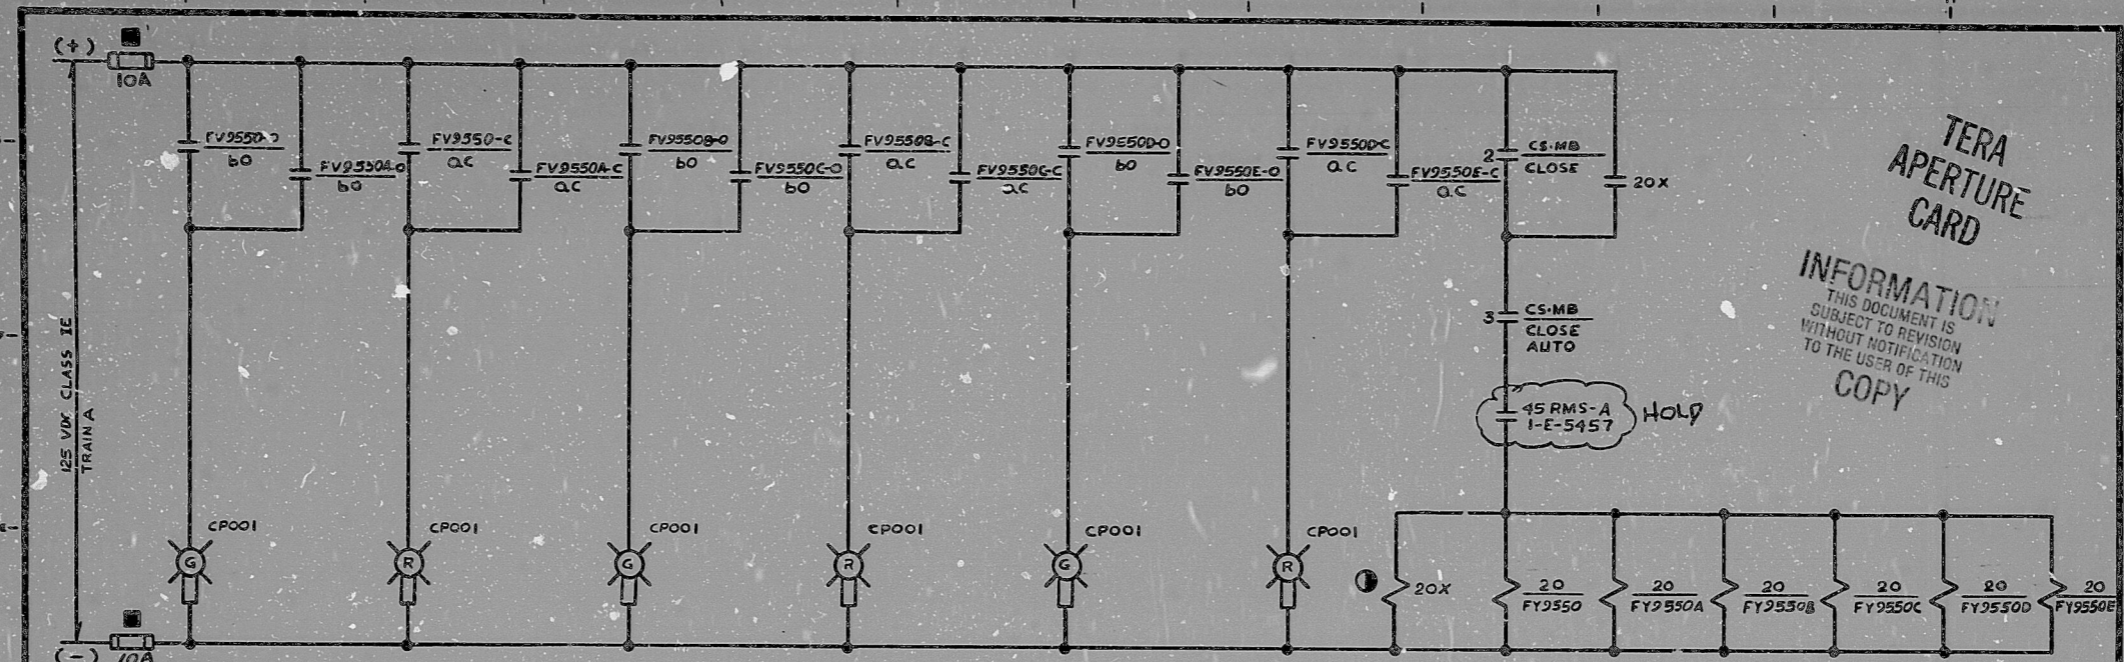 (+)
10A
FV9550-O
bO
FV9550A-O
bO
FV9550-C
aC
FV9550A-C
aC
FV9550B-O
bO
FV9550C-O
bO
FV9550B-C
aC
FV9550C-C
aC
FV9550D-O
bO
FV9550E-O
bO
FV9550D-C
aC
FV9550E-C
aC
2
CS-MB
CLOSE
20X
3
CS-MB
CLOSE
AUTO
45 RMS-A
1-E-5457
HOLD
TERA
APERTURE
CARD
INFORMATION
THIS DOCUMENT IS
SUBJECT TO REVISION
WITHOUT NOTIFICATION
TO THE USER OF THIS
COPY
125 VDC CLASS IE
TRAIN A
CP001
G
CP001
R
CP001
G
CP001
R
CP001
G
CP001
R
20X
20
FY9550
20
FY9550A
20
FY9550B
20
FY9550C
20
FY9550D
20
FY9550E
(-)
10A